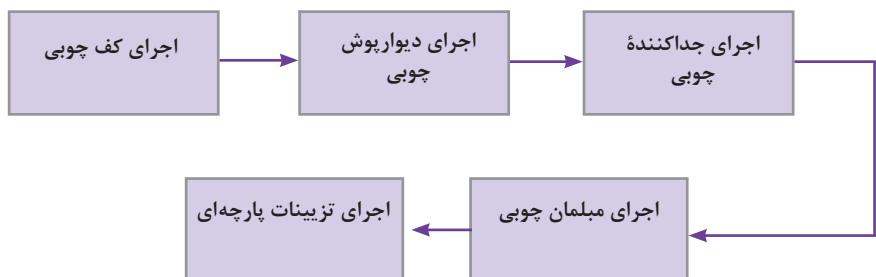 اجرای کف چوبی
اجرای دیوارپوش
چوبی
اجرای جداکنندۀ
چوبی
اجرای مبلمان چوبی
اجرای تزیینات پارچه‌ای